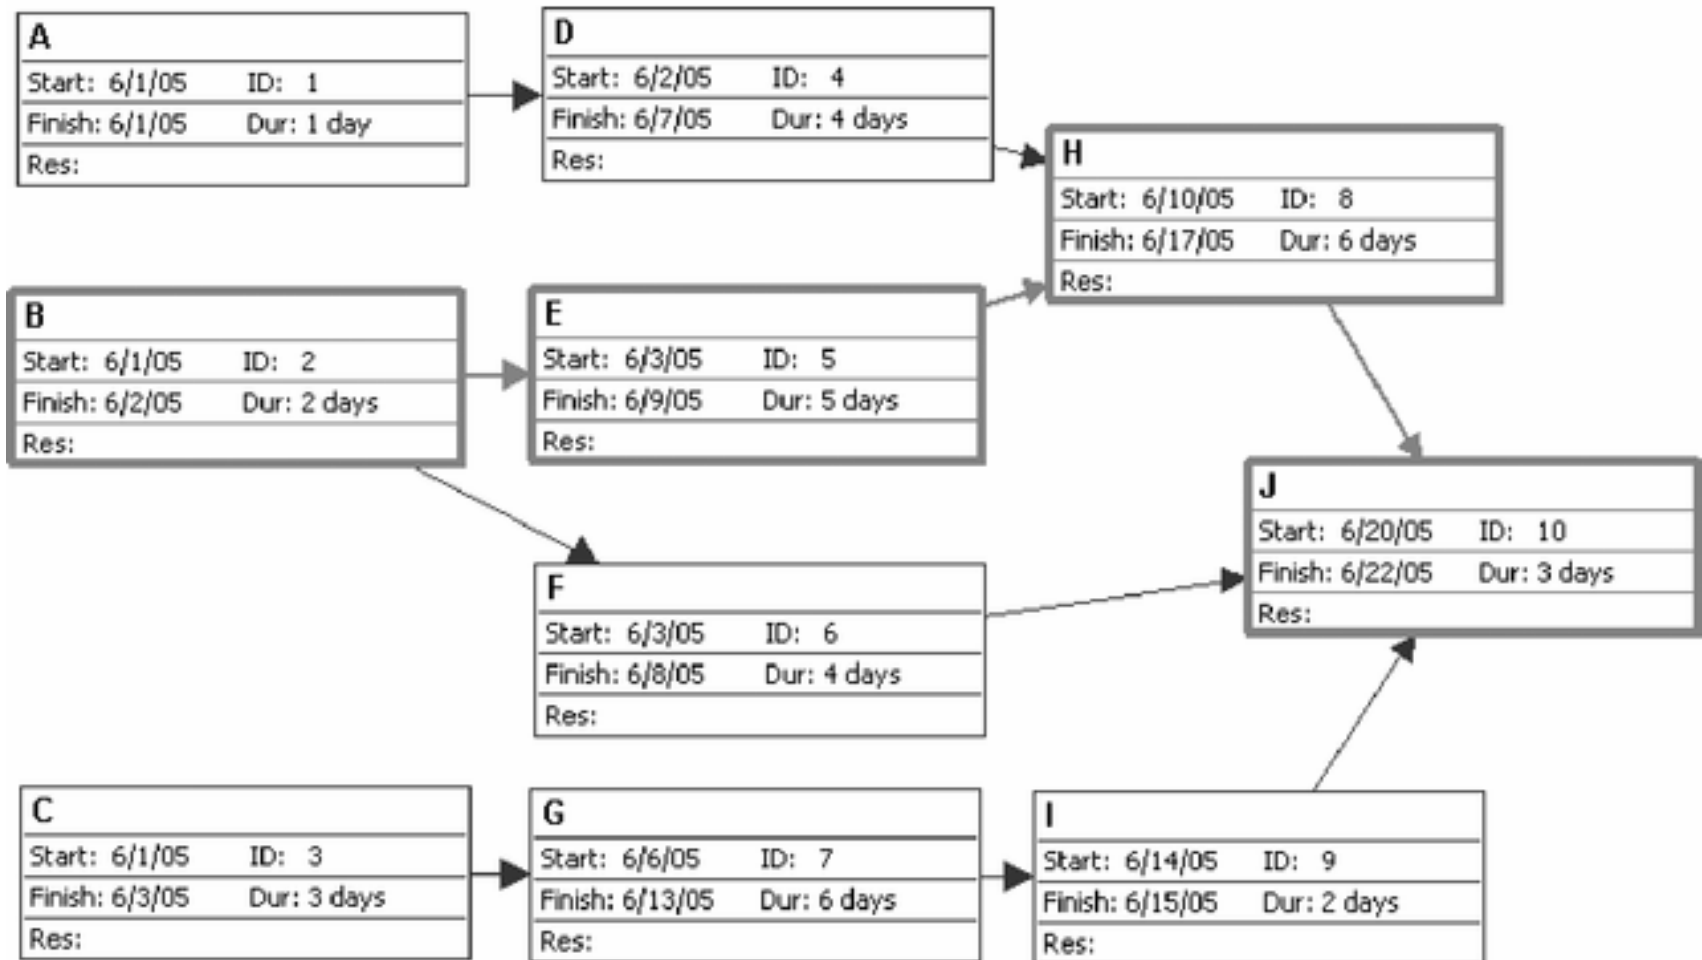 A
Start: 6/1/05 ID: 1
Finish: 6/1/05 Dur: 1 day
Res:
D
Start: 6/2/05 ID: 4
Finish: 6/7/05 Dur: 4 days
Res:
H
Start: 6/10/05 ID: 8
Finish: 6/17/05 Dur: 6 days
Res:
B
Start: 6/1/05 ID: 2
Finish: 6/2/05 Dur: 2 days
Res:
E
Start: 6/3/05 ID: 5
Finish: 6/9/05 Dur: 5 days
Res:
J
Start: 6/20/05 ID: 10
Finish: 6/22/05 Dur: 3 days
Res:
F
Start: 6/3/05 ID: 6
Finish: 6/8/05 Dur: 4 days
Res:
C
Start: 6/1/05 ID: 3
Finish: 6/3/05 Dur: 3 days
Res:
G
Start: 6/6/05 ID: 7
Finish: 6/13/05 Dur: 6 days
Res:
I
Start: 6/14/05 ID: 9
Finish: 6/15/05 Dur: 2 days
Res: